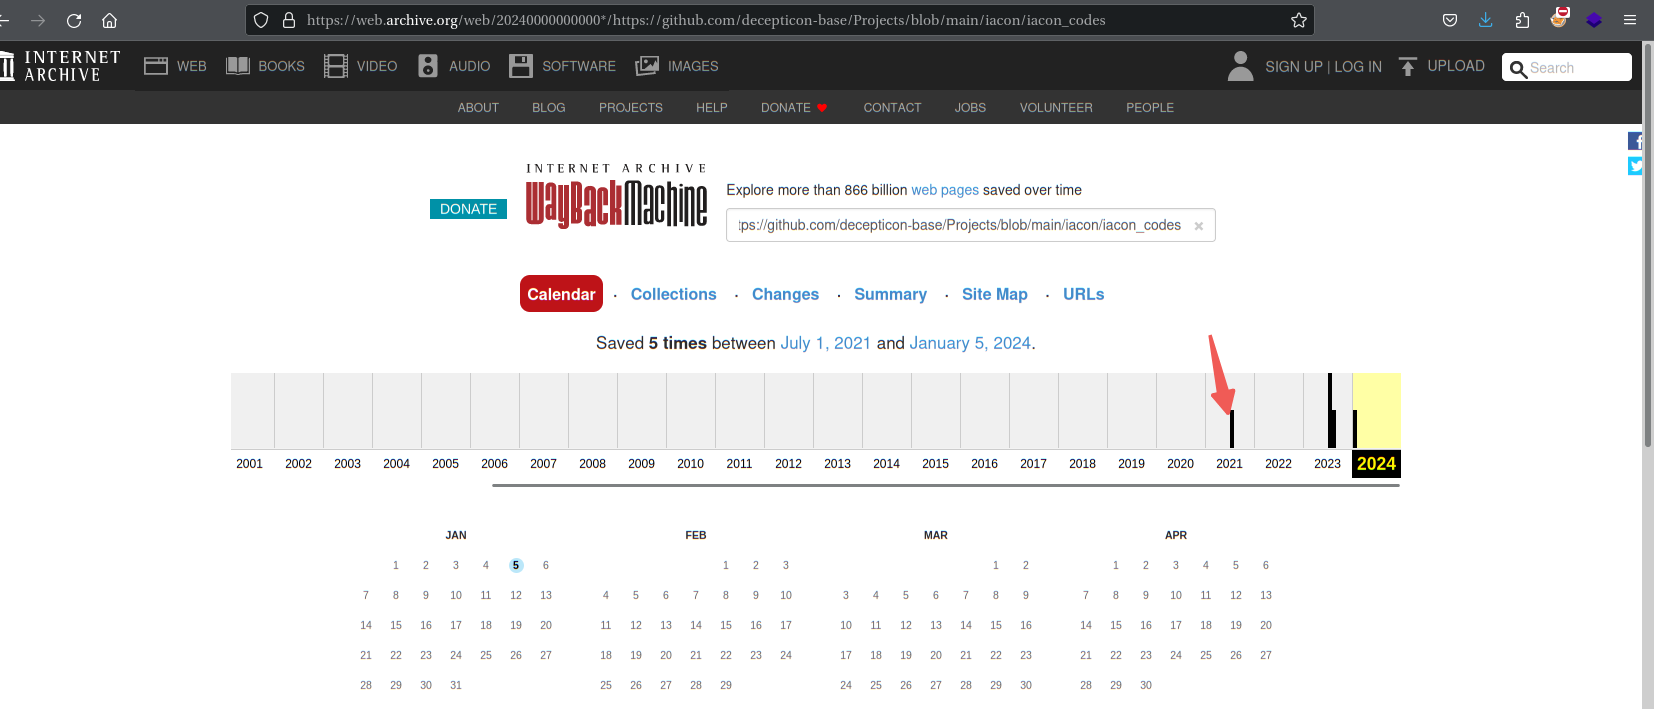 https://web.archive.org/web/20240000000000*/https://github.com/decepticon-base/Projects/blob/main/iacon/iacon_codes
INTERNET ARCHIVE
WEB BOOKS VIDEO AUDIO SOFTWARE IMAGES SIGN UP | LOG IN UPLOAD Search
ABOUT BLOG PROJECTS HELP DONATE CONTACT JOBS VOLUNTEER PEOPLE
DONATE
INTERNET ARCHIVE
WayBackMachine
Explore more than 866 billion web pages saved over time
tps://github.com/decepticon-base/Projects/blob/main/iacon/iacon_codes ×
Calendar · Collections · Changes · Summary · Site Map · URLs
Saved 5 times between July 1, 2021 and January 5, 2024.
2001 2002 2003 2004 2005 2006 2007 2008 2009 2010 2011 2012 2013 2014 2015 2016 2017 2018 2019 2020 2021 2022 2023 2024
JAN
1 2 3 4 5 6
7 8 9 10 11 12 13
14 15 16 17 18 19 20
21 22 23 24 25 26 27
28 29 30 31
FEB
1 2 3
4 5 6 7 8 9 10
11 12 13 14 15 16 17
18 19 20 21 22 23 24
25 26 27 28 29
MAR
1 2
3 4 5 6 7 8 9
10 11 12 13 14 15 16
17 18 19 20 21 22 23
24 25 26 27 28 29 30
APR
1 2 3 4 5 6
7 8 9 10 11 12 13
14 15 16 17 18 19 20
21 22 23 24 25 26 27
28 29 30